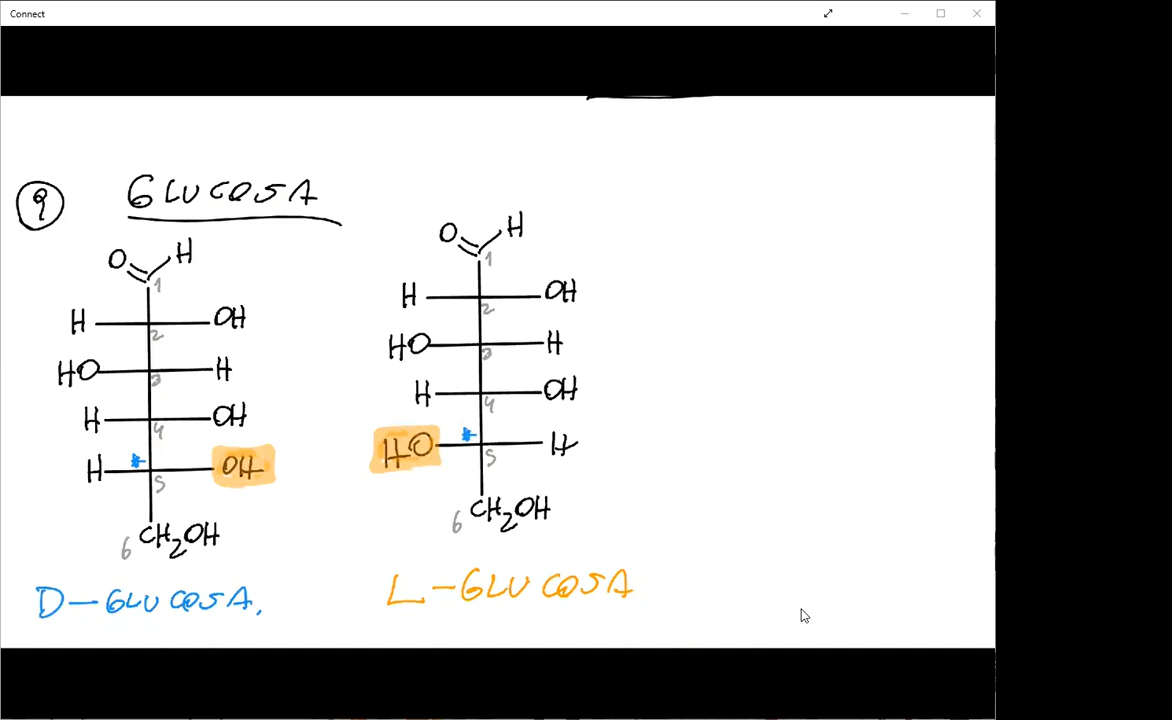 Connect
9
GLUCOSA
O H
1
H OH
2
HO H
3
H OH
4
* H OH
5
6 CH2OH
D-GLUCOSA.
O H
1
H OH
2
HO H
3
H OH
4
HO * H
5
6 CH2OH
L-GLUCOSA